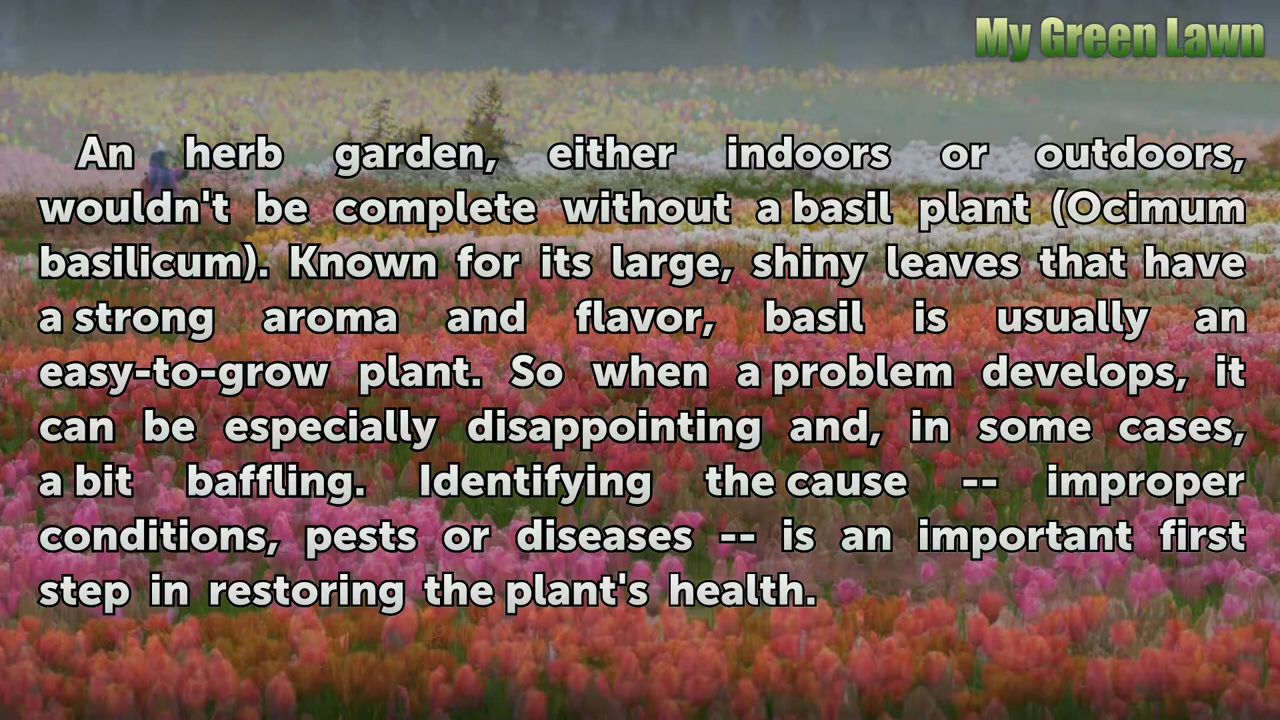 My Green Lawn
An herb garden, either indoors or outdoors,
wouldn't be complete without a basil plant (Ocimum
basilicum). Known for its large, shiny leaves that have
a strong aroma and flavor, basil is usually an
easy-to-grow plant. So when a problem develops, it
can be especially disappointing and, in some cases,
a bit baffling. Identifying the cause -- improper
conditions, pests or diseases -- is an important first
step in restoring the plant's health.